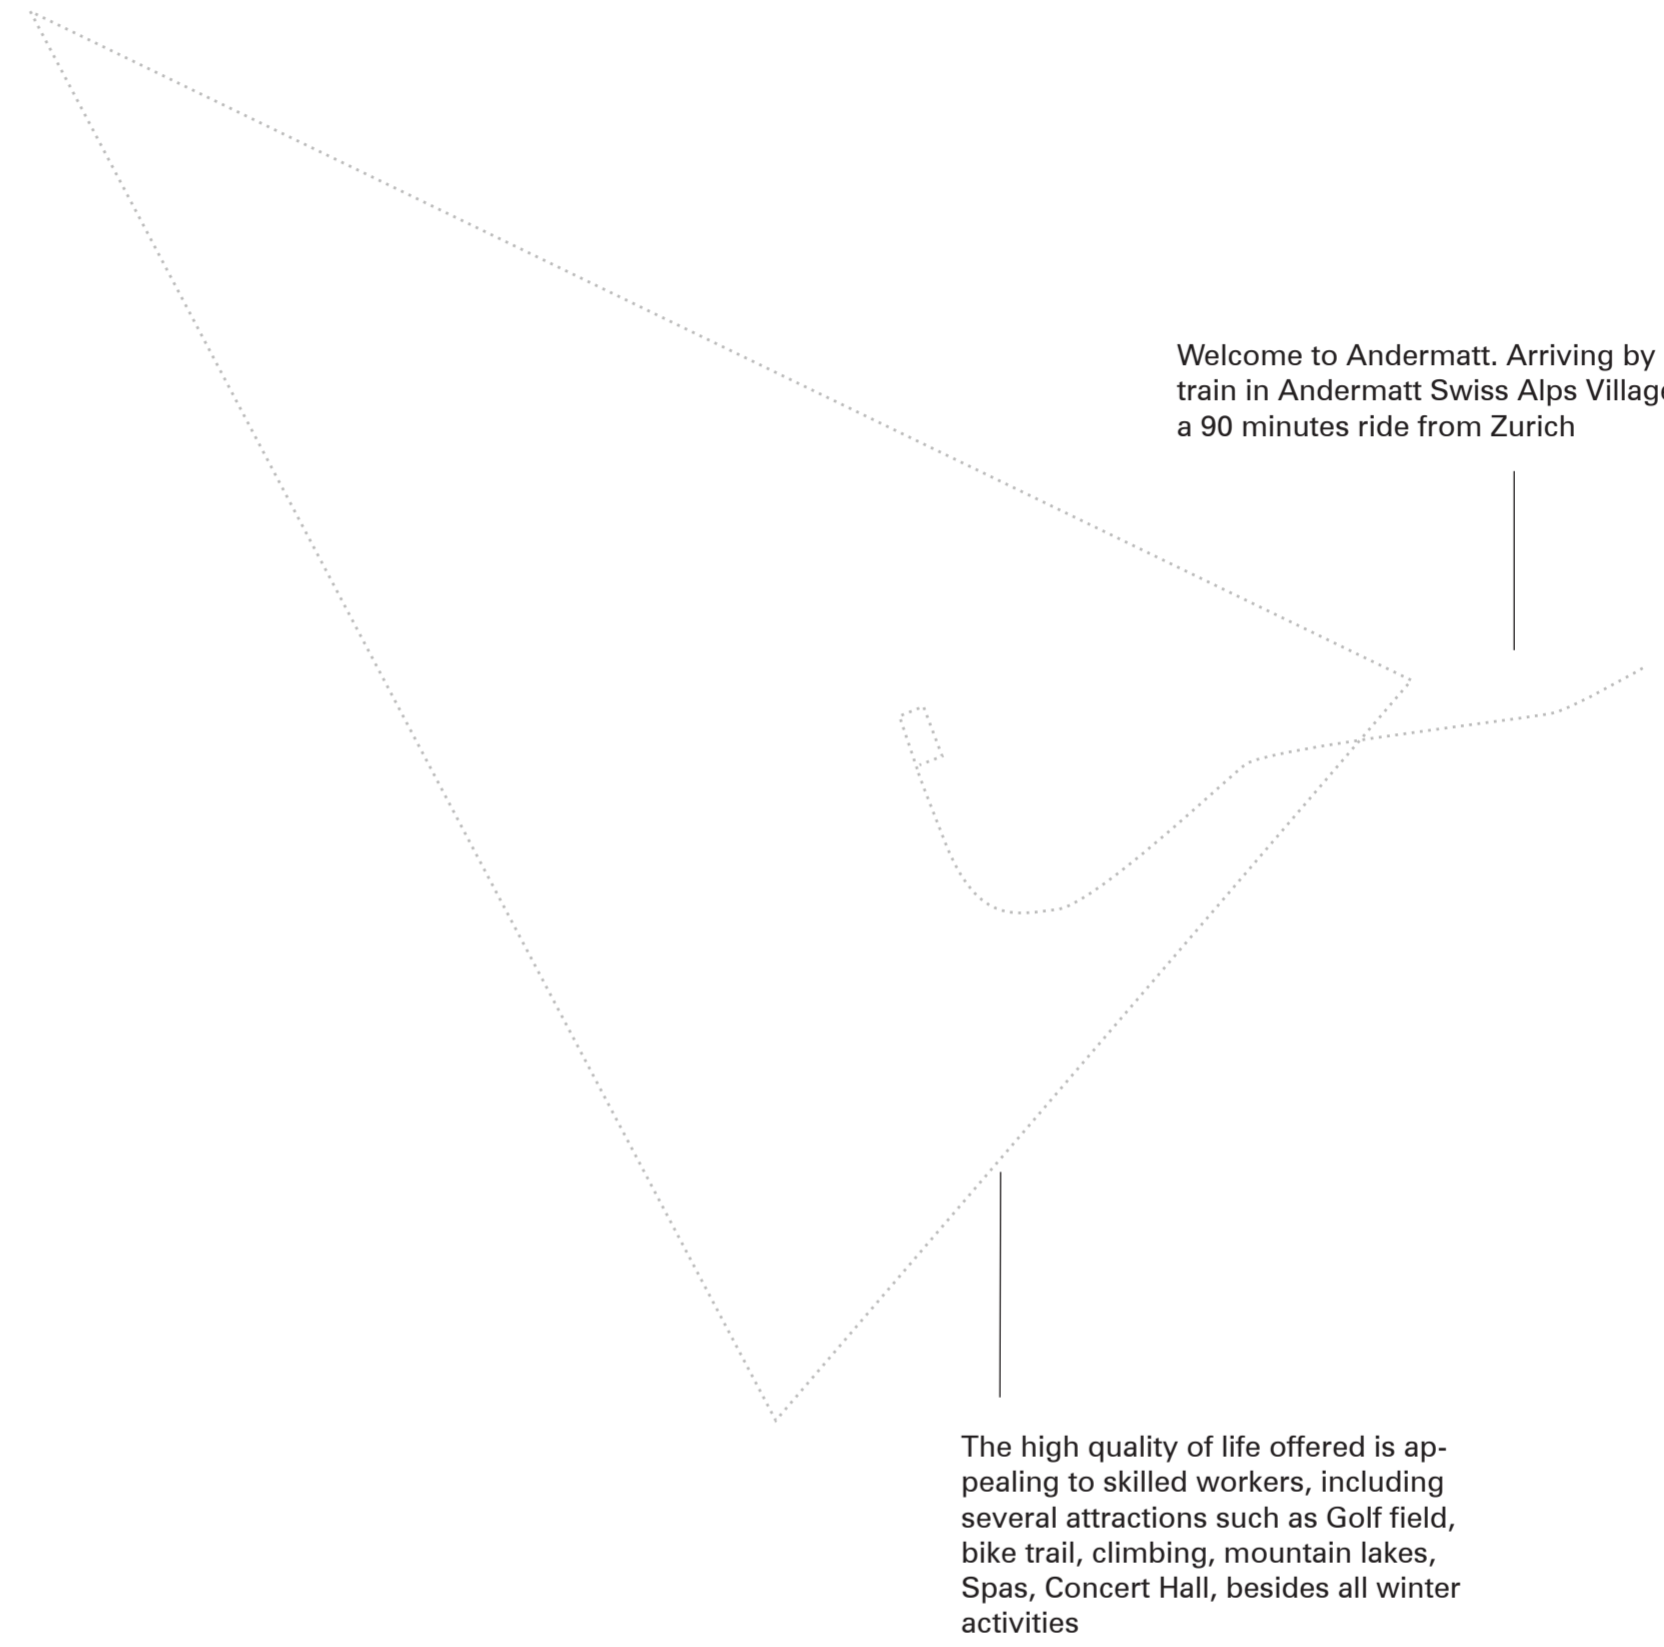 Welcome to Andermatt. Arriving by
train in Andermatt Swiss Alps Village
a 90 minutes ride from Zurich
The high quality of life offered is ap-
pealing to skilled workers, including
several attractions such as Golf field,
bike trail, climbing, mountain lakes,
Spas, Concert Hall, besides all winter
activities